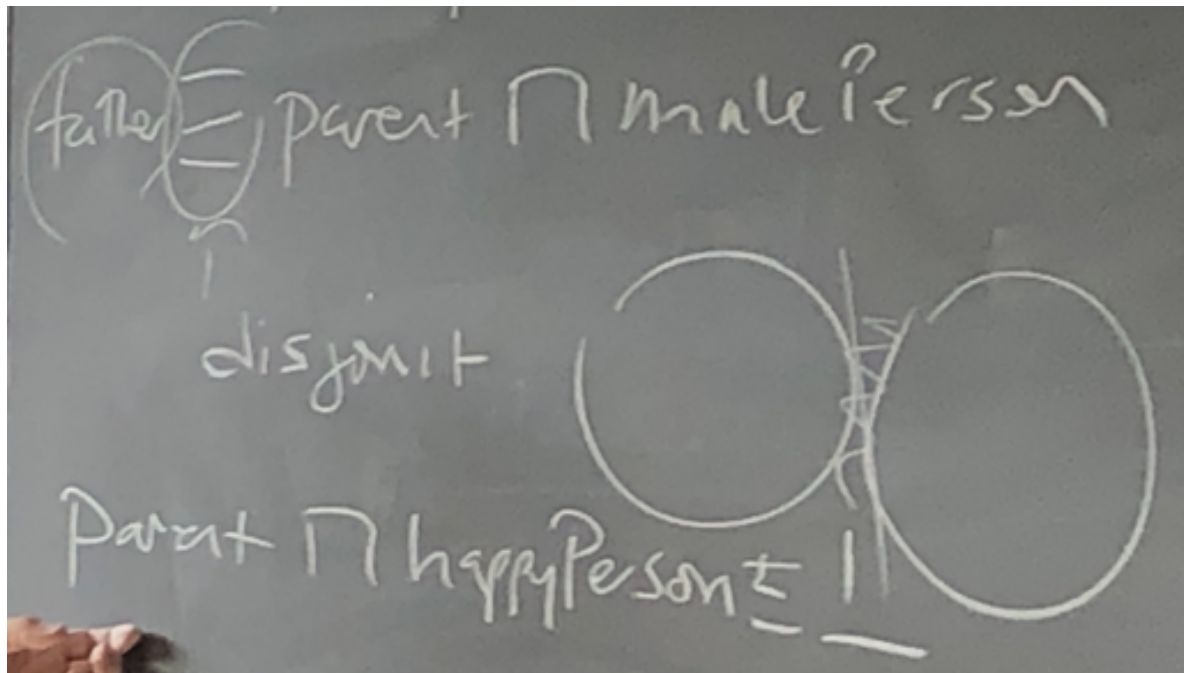 father ≡ parent ⊓ malePerson
disjoint
Parent ⊓ happyPerson ≡ ⊥